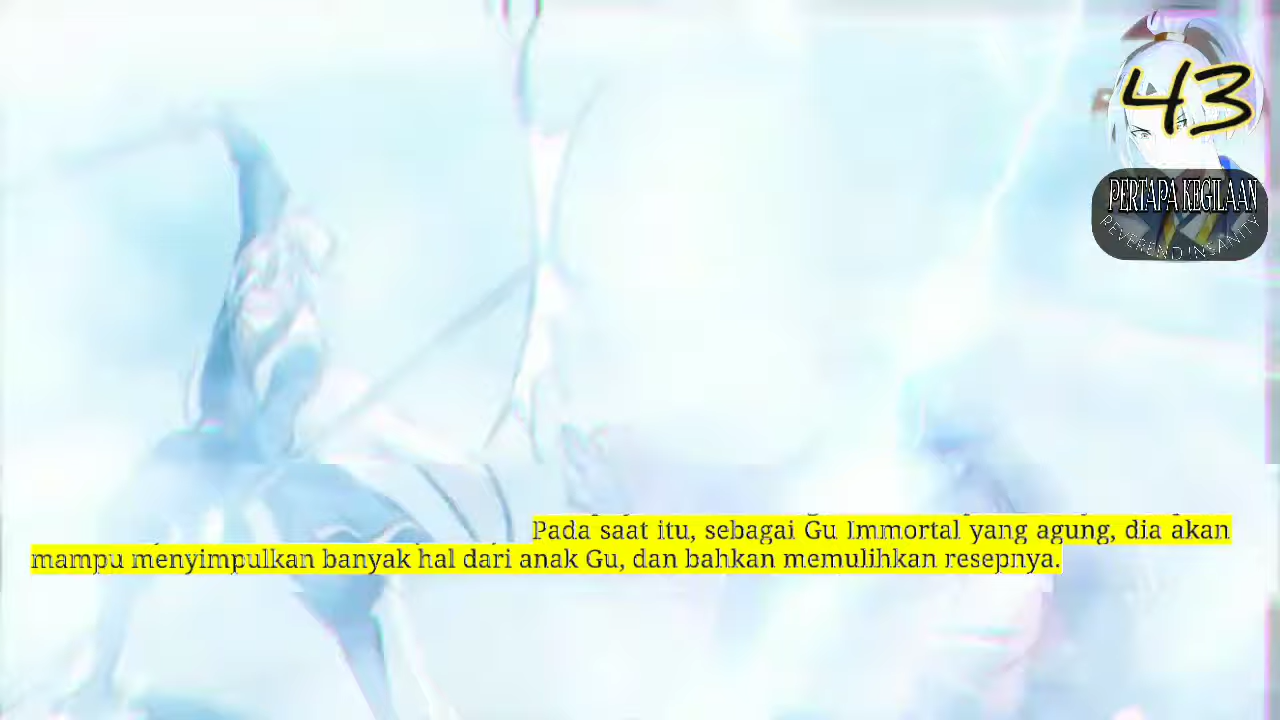 43
PERTAPA KEGILAAN
REVEREND INSANITY
Pada saat itu, sebagai Gu Immortal yang agung, dia akan
mampu menyimpulkan banyak hal dari anak Gu, dan bahkan memulihkan resepnya.